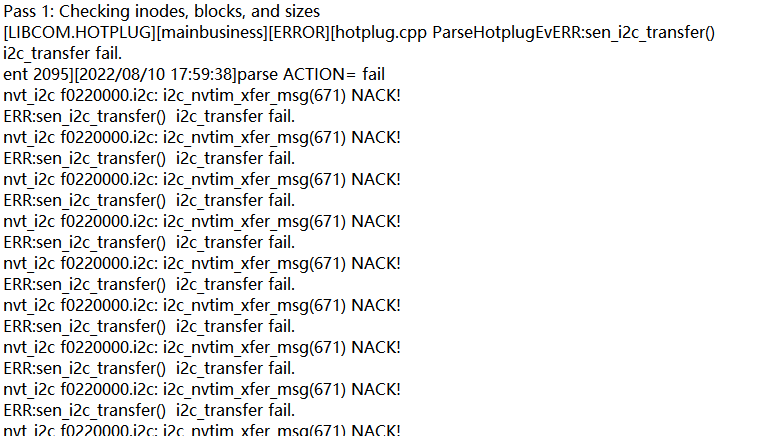 Pass 1: Checking inodes, blocks, and sizes
[LIBCOM.HOTPLUG][mainbusiness][ERROR][hotplug.cpp ParseHotplugEvERR:sen_i2c_transfer()
i2c_transfer fail.
ent 2095][2022/08/10 17:59:38]parse ACTION= fail
nvt_i2c f0220000.i2c: i2c_nvtim_xfer_msg(671) NACK!
ERR:sen_i2c_transfer()  i2c_transfer fail.
nvt_i2c f0220000.i2c: i2c_nvtim_xfer_msg(671) NACK!
ERR:sen_i2c_transfer()  i2c_transfer fail.
nvt_i2c f0220000.i2c: i2c_nvtim_xfer_msg(671) NACK!
ERR:sen_i2c_transfer()  i2c_transfer fail.
nvt_i2c f0220000.i2c: i2c_nvtim_xfer_msg(671) NACK!
ERR:sen_i2c_transfer()  i2c_transfer fail.
nvt_i2c f0220000.i2c: i2c_nvtim_xfer_msg(671) NACK!
ERR:sen_i2c_transfer()  i2c_transfer fail.
nvt_i2c f0220000.i2c: i2c_nvtim_xfer_msg(671) NACK!
ERR:sen_i2c_transfer()  i2c_transfer fail.
nvt_i2c f0220000.i2c: i2c_nvtim_xfer_msg(671) NACK!
ERR:sen_i2c_transfer()  i2c_transfer fail.
nvt_i2c f0220000.i2c: i2c_nvtim_xfer_msg(671) NACK!
ERR:sen_i2c_transfer()  i2c_transfer fail.
nvt_i2c f0220000.i2c: i2c_nvtim_xfer_msg(671) NACK!